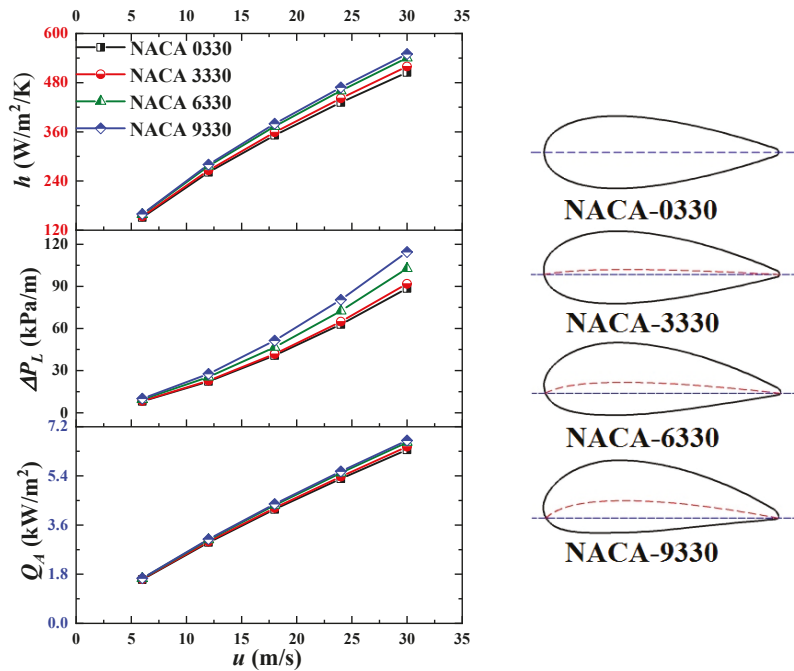 0 5 10 15 20 25 30 35
600
480
360
240
120
h (W/m²/K)
NACA 0330
NACA 3330
NACA 6330
NACA 9330
120
90
60
30
0
ΔP_L (kPa/m)
7.2
5.4
3.6
1.8
0.0
Q_A (kW/m²)
0 5 10 15 20 25 30 35
u (m/s)
NACA-0330
NACA-3330
NACA-6330
NACA-9330